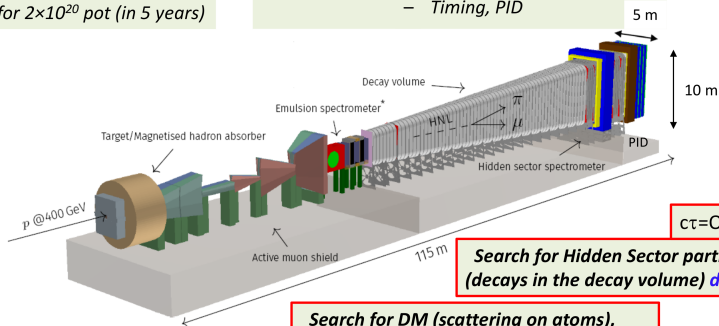 for 2×10²⁰ pot (in 5 years)
– Timing, PID
5 m
Decay volume
10 m
Emulsion spectrometer*
π
HNL
μ
Target/Magnetised hadron absorber
PID
Hidden sector spectrometer
p @400 GeV
Active muon shield
115 m
cτ=O
Search for Hidden Sector part
(decays in the decay volume) d
Search for DM (scattering on atoms),